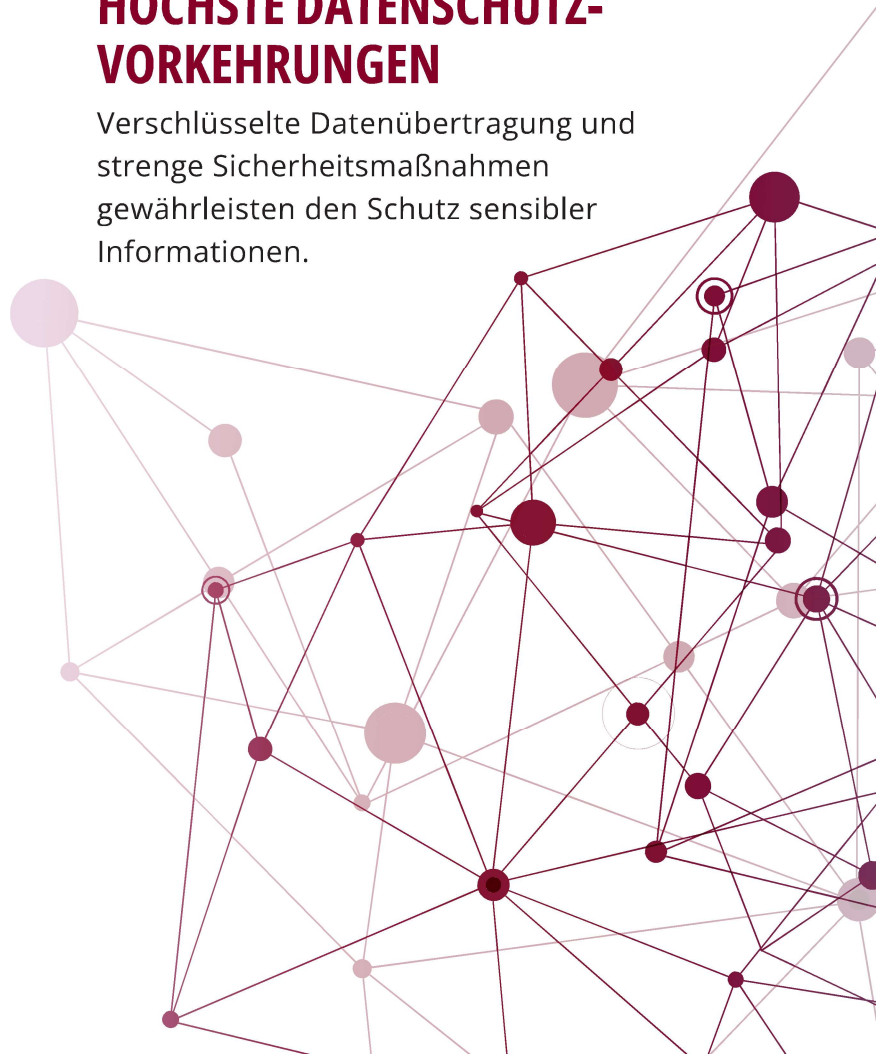 HÖCHSTE DATENSCHUTZ-
VORKEHRUNGEN
Verschlüsselte Datenübertragung und
strenge Sicherheitsmaßnahmen
gewährleisten den Schutz sensibler
Informationen.